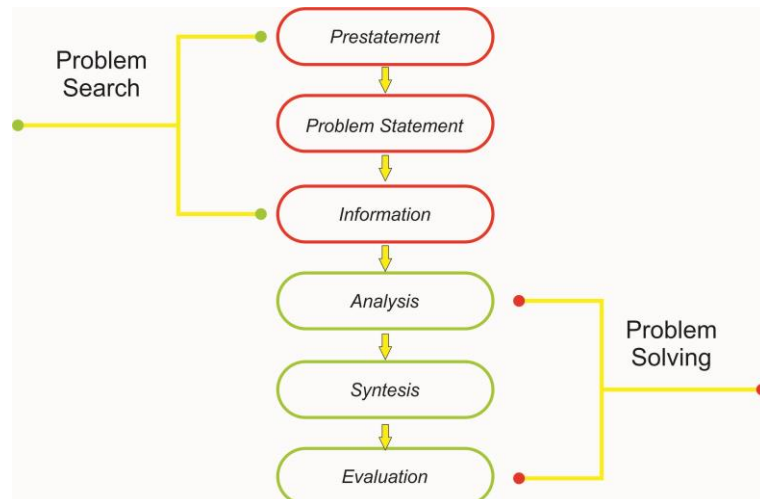 Prestatement
Problem
Search
Problem Statement
Information
Analysis
Problem
Solving
Syntesis
Evaluation